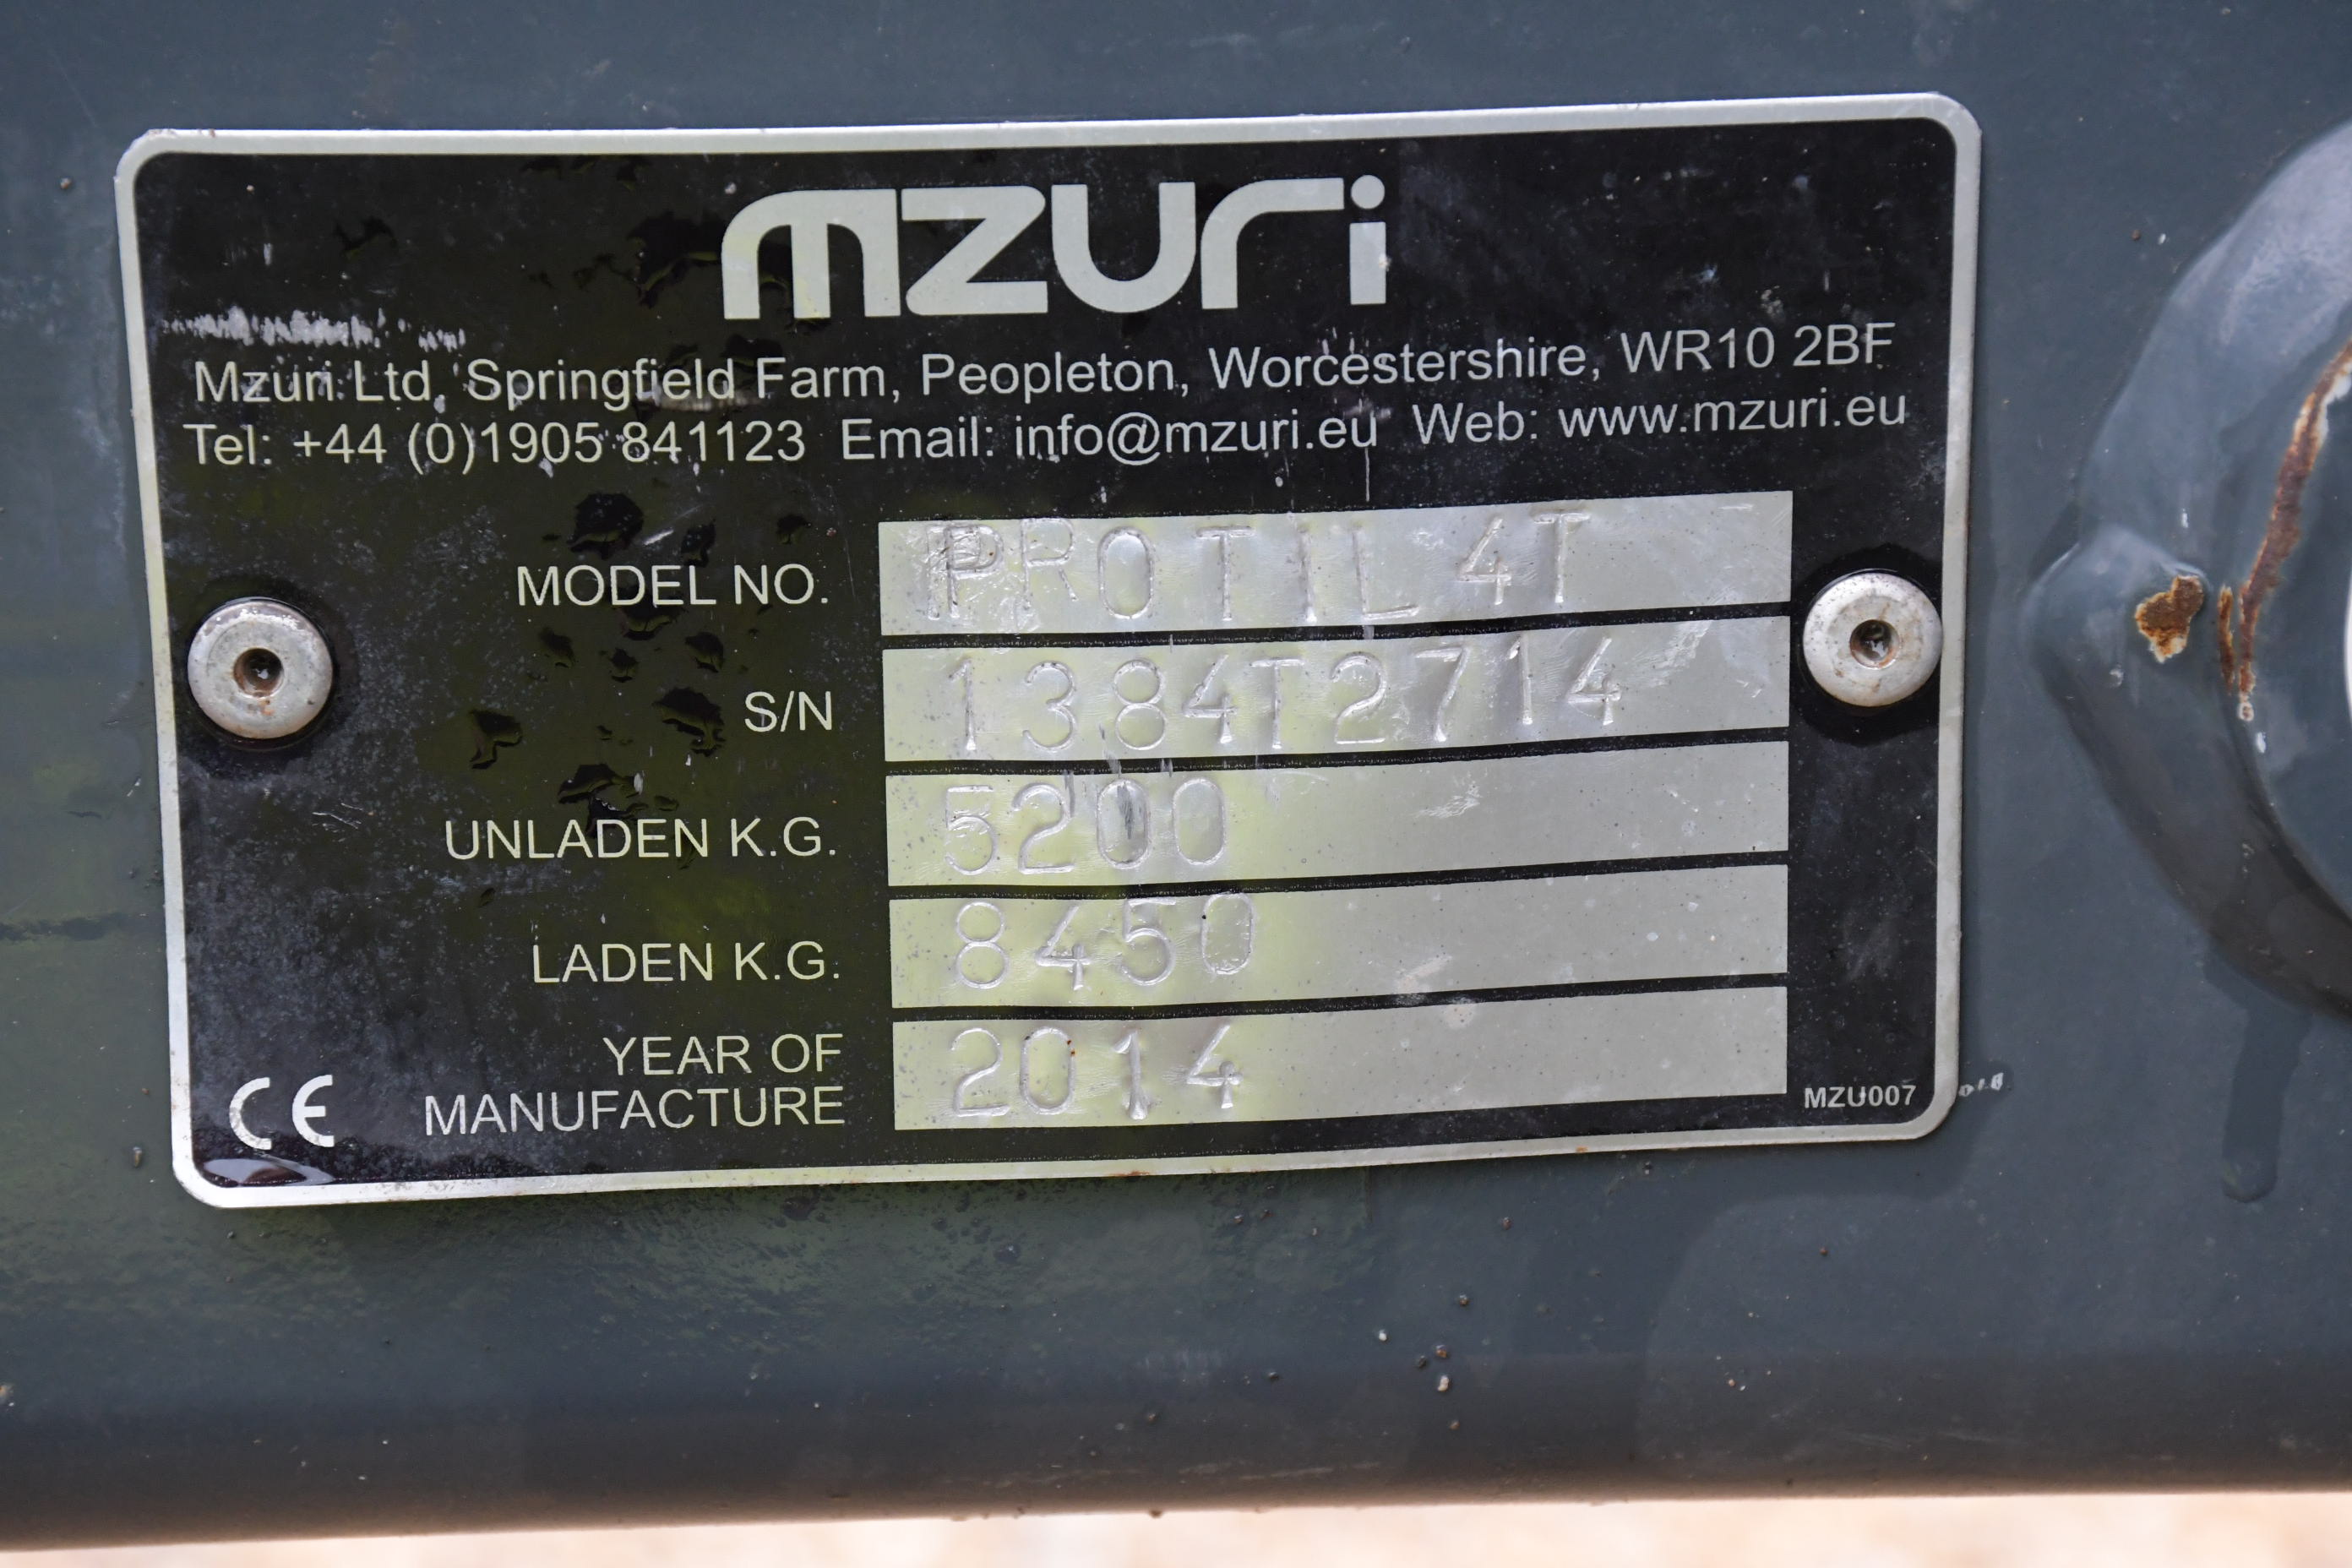 mzuri
Mzuri Ltd, Springfield Farm, Peopleton, Worcestershire, WR10 2BF
Tel: +44 (0)1905 841123 Email: info@mzuri.eu Web: www.mzuri.eu
MODEL NO. PROTIL 4T
S/N 1384T2714
UNLADEN K.G. 5200
LADEN K.G. 8450
YEAR OF
MANUFACTURE 2014
CE
MZU007